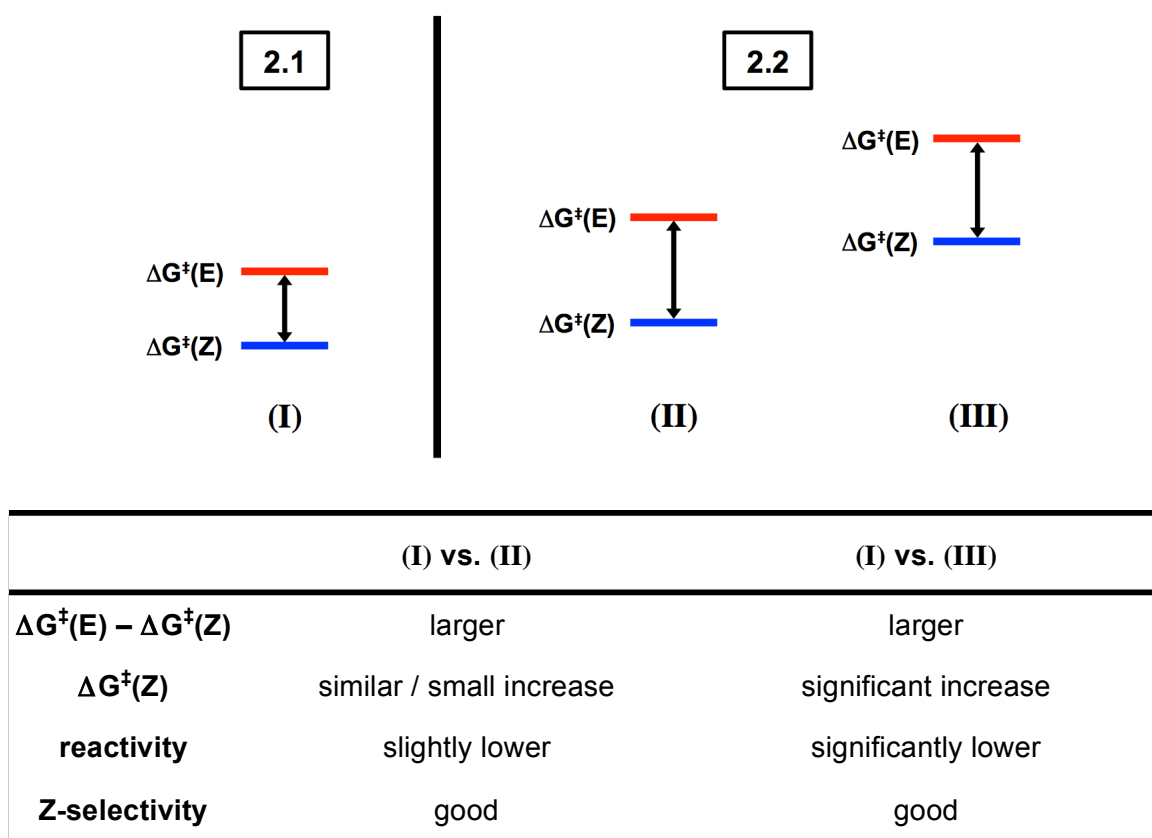 2.1 2.2
ΔG‡(E)
ΔG‡(E)
ΔG‡(Z)
ΔG‡(E)
ΔG‡(Z)
ΔG‡(Z)
(I) (II) (III)
(I) vs. (II) (I) vs. (III)
ΔG‡(E) – ΔG‡(Z) larger larger
ΔG‡(Z) similar / small increase significant increase
reactivity slightly lower significantly lower
Z-selectivity good good